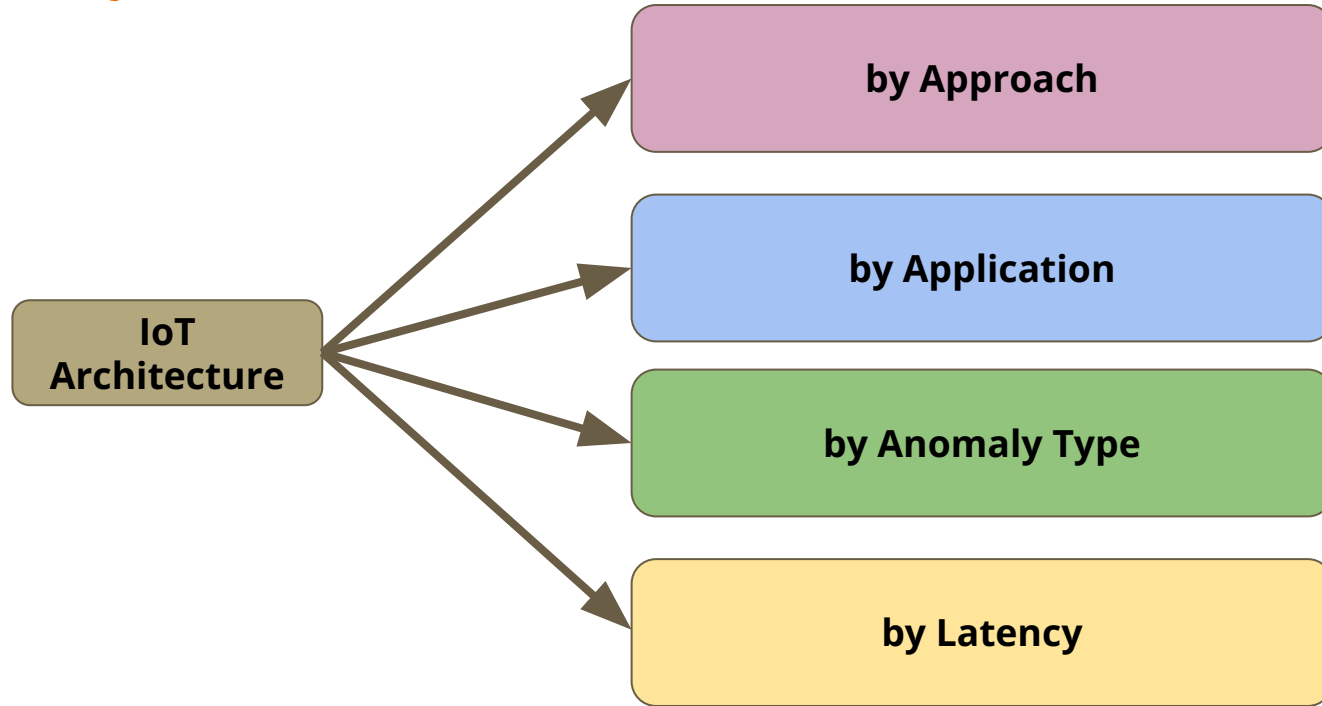 by Approach
by Application
IoT
Architecture
by Anomaly Type
by Latency